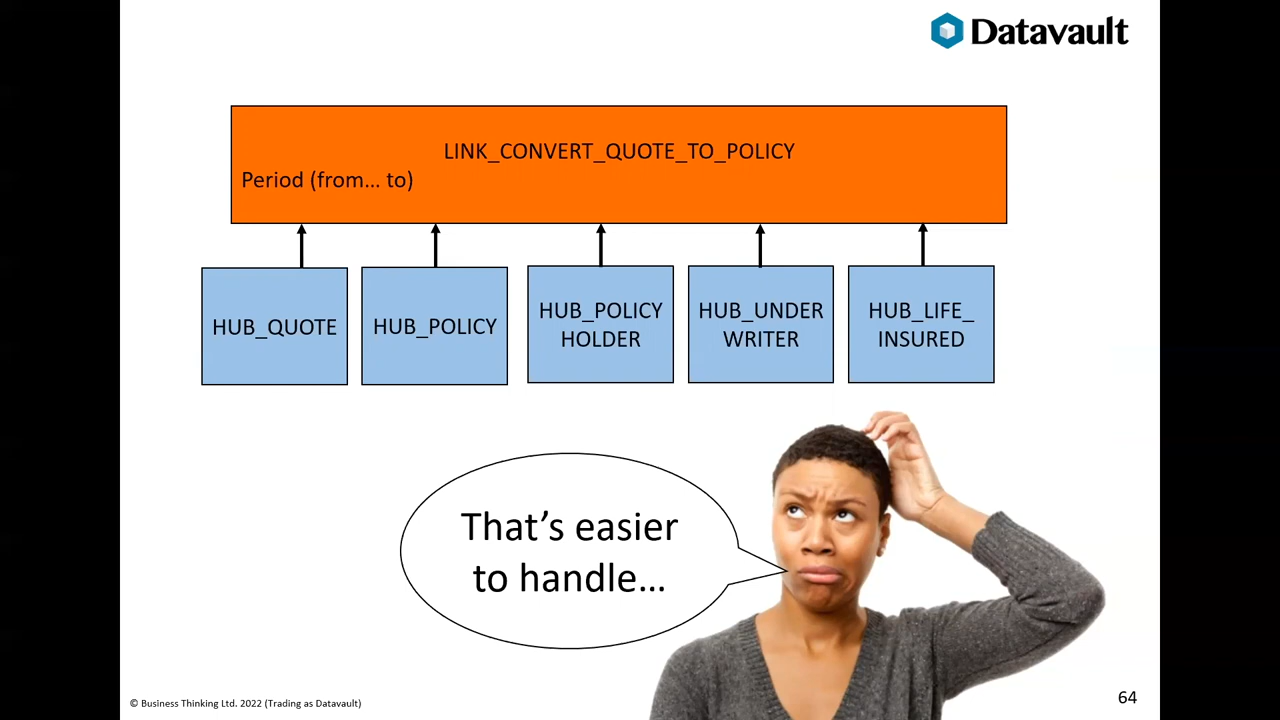 Datavault
LINK_CONVERT_QUOTE_TO_POLICY
Period (from… to)
HUB_QUOTE
HUB_POLICY
HUB_POLICY
HOLDER
HUB_UNDER
WRITER
HUB_LIFE_
INSURED
That’s easier
to handle…
© Business Thinking Ltd. 2022 (Trading as Datavault)
64